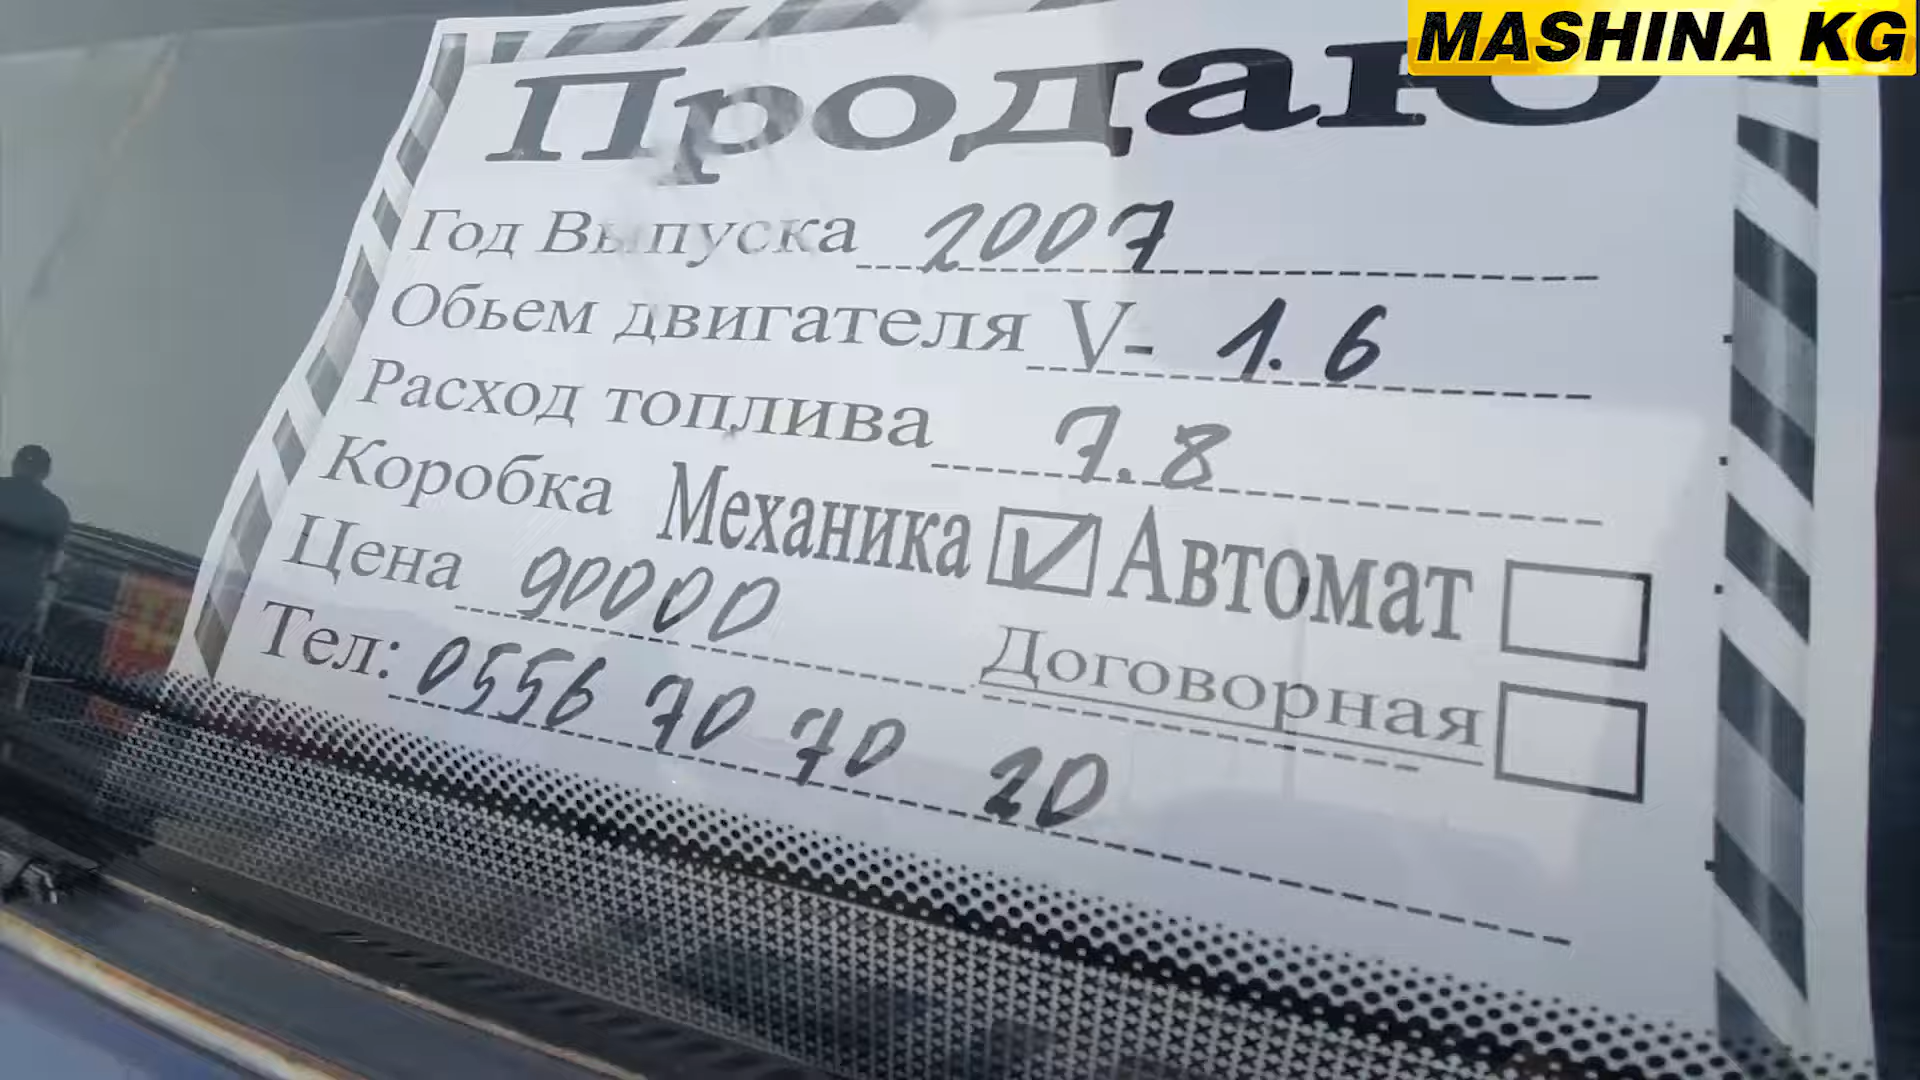 MASHINA KG
Продаю
Год Выпуска 2007
Обьем двигателя V- 1.6
Расход топлива 7.8
Коробка Механика Автомат
Цена 90000 Договорная
Тел: 0556 70 70 20